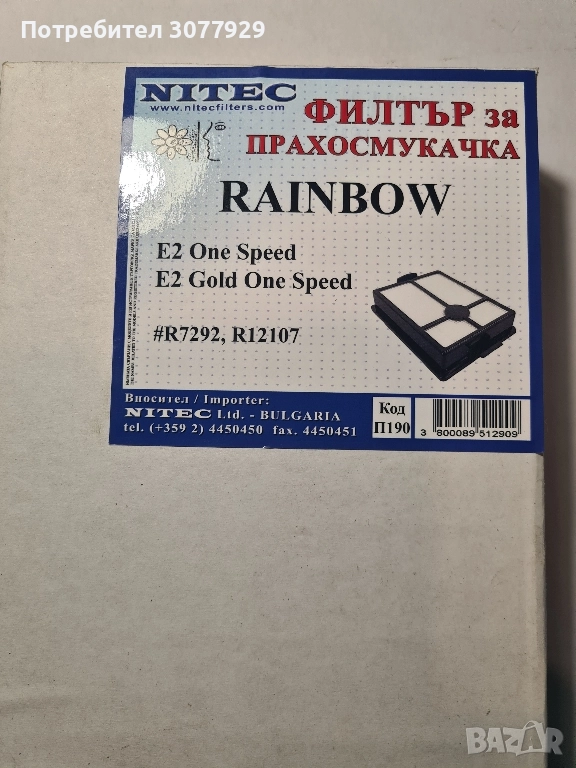 Потребител 3077929
NITEC
www.nitecfilters.com
ФИЛТЪР за
ПРАХОСМУКАЧКА
RAINBOW
E2 One Speed
E2 Gold One Speed
#R7292, R12107
Вносител / Importer:
NITEC Ltd. - BULGARIA
tel. (+359 2) 4450450 fax. 4450451
Код
П190
3 800089 512909
BAZAR